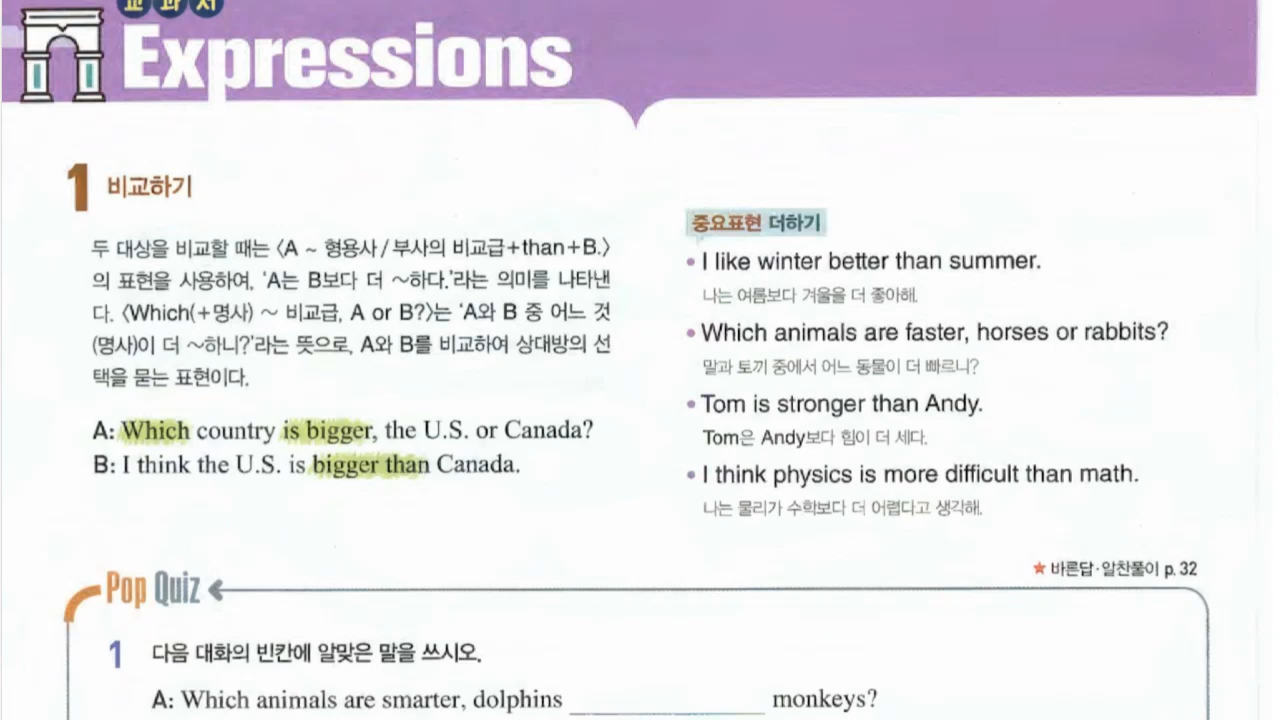 교과서
Expressions
1 비교하기
두 대상을 비교할 때는 〈A ~ 형용사/부사의 비교급+than+B.〉
의 표현을 사용하여, 'A는 B보다 더 ~하다.'라는 의미를 나타낸
다. 〈Which(+명사) ~ 비교급, A or B?〉는 'A와 B 중 어느 것
(명사)이 더 ~하니?'라는 뜻으로, A와 B를 비교하여 상대방의 선
택을 묻는 표현이다.
A: Which country is bigger, the U.S. or Canada?
B: I think the U.S. is bigger than Canada.
중요표현 더하기
• I like winter better than summer.
나는 여름보다 겨울을 더 좋아해.
• Which animals are faster, horses or rabbits?
말과 토끼 중에서 어느 동물이 더 빠르니?
• Tom is stronger than Andy.
Tom은 Andy보다 힘이 더 세다.
• I think physics is more difficult than math.
나는 물리가 수학보다 더 어렵다고 생각해.
★ 바른답·알찬풀이 p. 32
Pop Quiz
1 다음 대화의 빈칸에 알맞은 말을 쓰시오.
A: Which animals are smarter, dolphins ____________ monkeys?